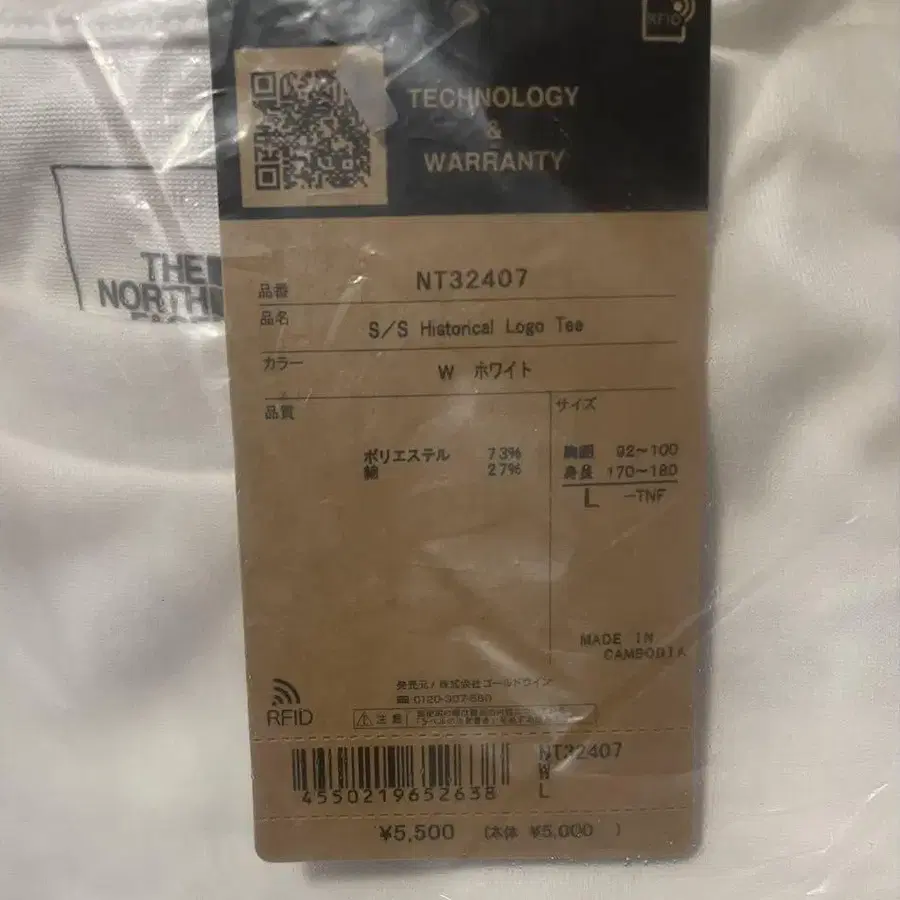 RFID
TECHNOLOGY
&
WARRANTY
THE
NORTH
品番 NT32407
品名 S/S Historical Logo Tee
カラー W ホワイト
品質
サイズ
ポリエステル 73%
綿 27%
胸囲 92~100
身長 170~180
L -TNF
MADE IN
CAMBODIA
発売元/株式会社ゴールドウイン
☎0120-307-560
RFID
注意
NT32407
W
L
4550219652638
¥5,500 (本体 ¥5,000 )